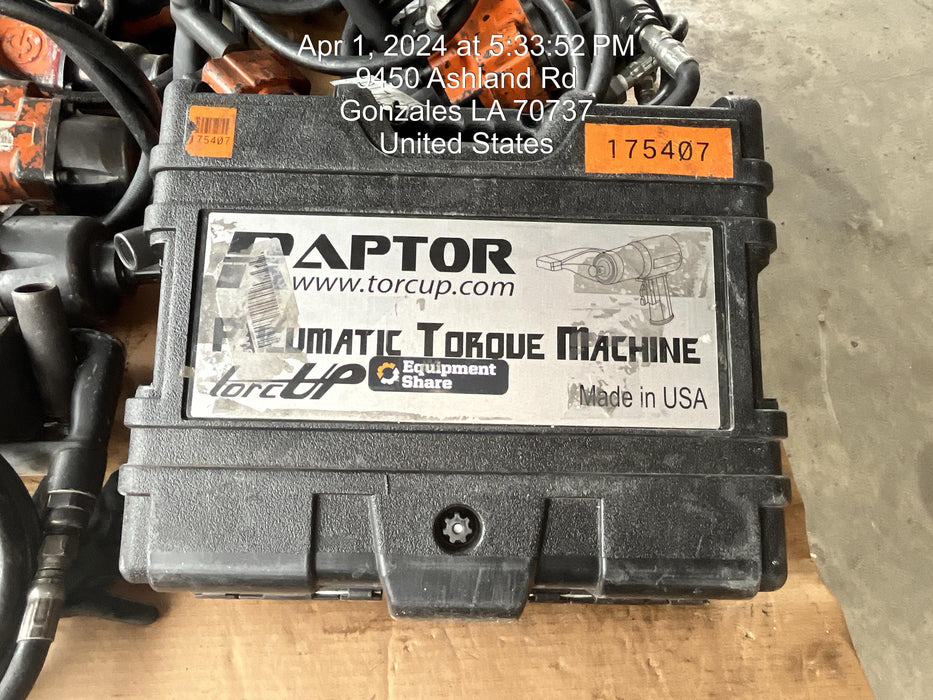 Apr 1, 2024 at 5:33:52 PM
9450 Ashland Rd
Gonzales LA 70737
United States
175407
175407
RAPTOR
www.torcup.com
PNEUMATIC TORQUE MACHINE
torcUP
Equipment
Share
Made in USA